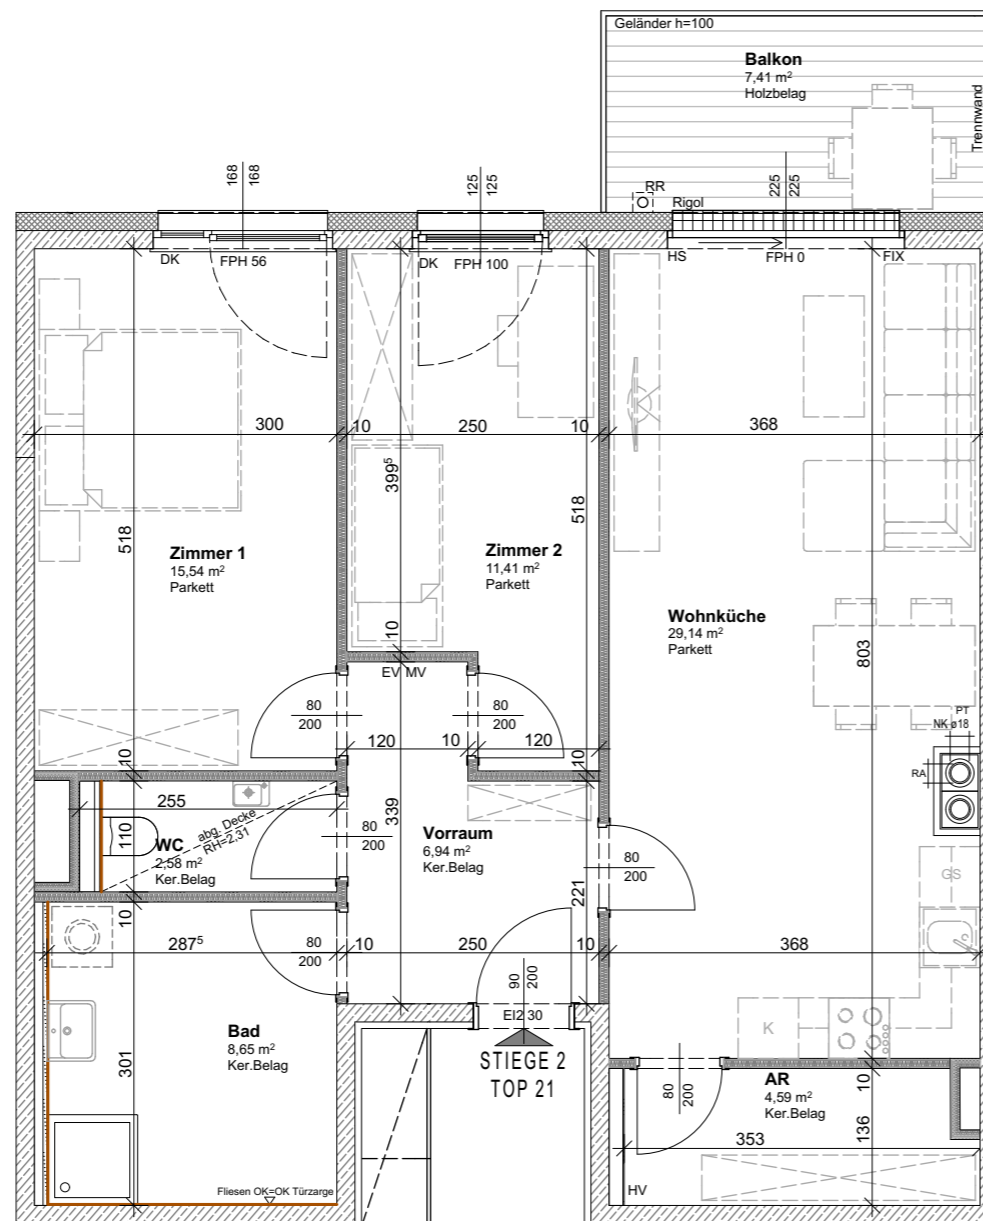 Geländer h=100
Balkon
7,41 m²
Holzbelag
Trennwand
168
168
125
125
225
225
RR
Rigol
DK
FPH 56
DK
FPH 100
HS
FPH 0
FIX
300
10
250
10
368
399⁵
518
518
Zimmer 1
15,54 m²
Parkett
Zimmer 2
11,41 m²
Parkett
Wohnküche
29,14 m²
Parkett
803
10
EV MV
80
200
80
200
PT
NK ø18
RA
120
10
120
10
10
255
abg. Decke
RH=2,31
110
WC
2,58 m²
Ker.Belag
339
80
200
Vorraum
6,94 m²
Ker.Belag
80
200
221
GS
10
287⁵
80
200
10
250
10
368
90
200
EI2 30
K
Bad
8,65 m²
Ker.Belag
301
STIEGE 2
TOP 21
80
200
AR
4,59 m²
Ker.Belag
10
136
353
HV
Fliesen OK=OK Türzarge